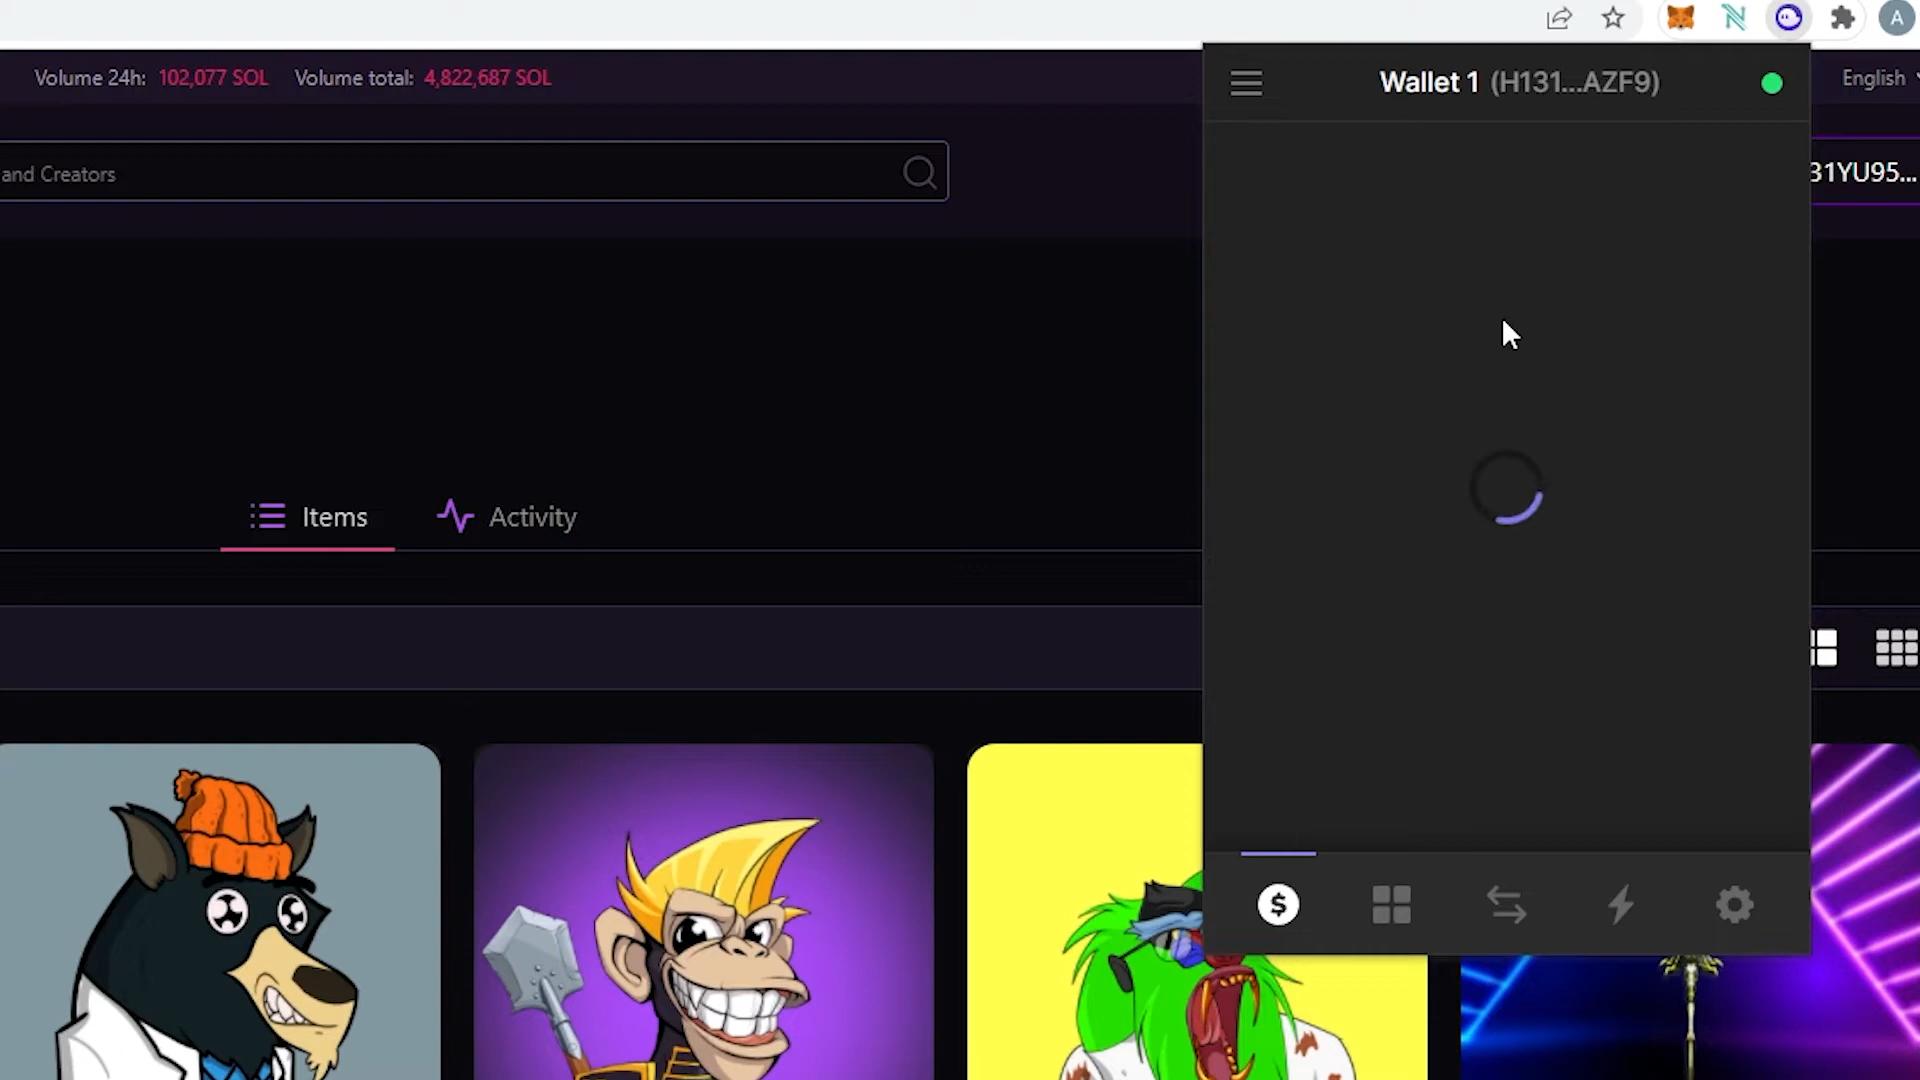 A
Volume 24h: 102,077 SOL Volume total: 4,822,687 SOL
Wallet 1 (H131...AZF9)
English
and Creators
31YU95...
Items
Activity
$